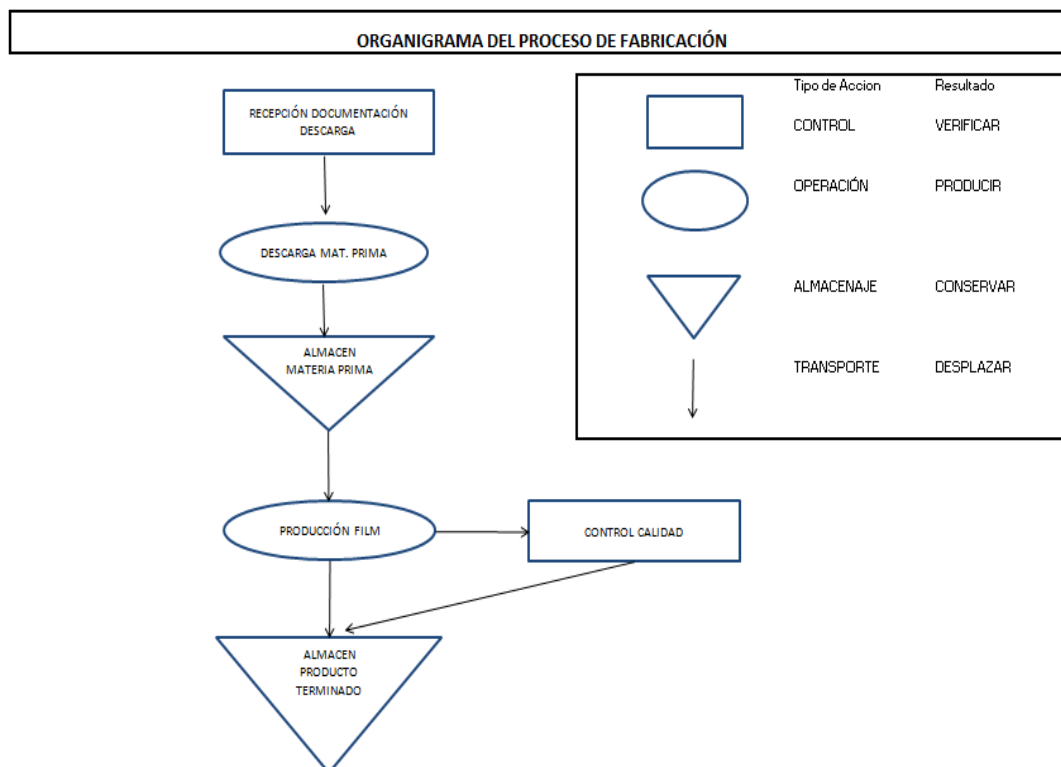 ORGANIGRAMA DEL PROCESO DE FABRICACIÓN
RECEPCIÓN DOCUMENTACIÓN
DESCARGA
DESCARGA MAT. PRIMA
ALMACEN
MATERIA PRIMA
PRODUCCIÓN FILM
CONTROL CALIDAD
ALMACEN
PRODUCTO
TERMINADO
Tipo de Accion Resultado
CONTROL VERIFICAR
OPERACIÓN PRODUCIR
ALMACENAJE CONSERVAR
TRANSPORTE DESPLAZAR